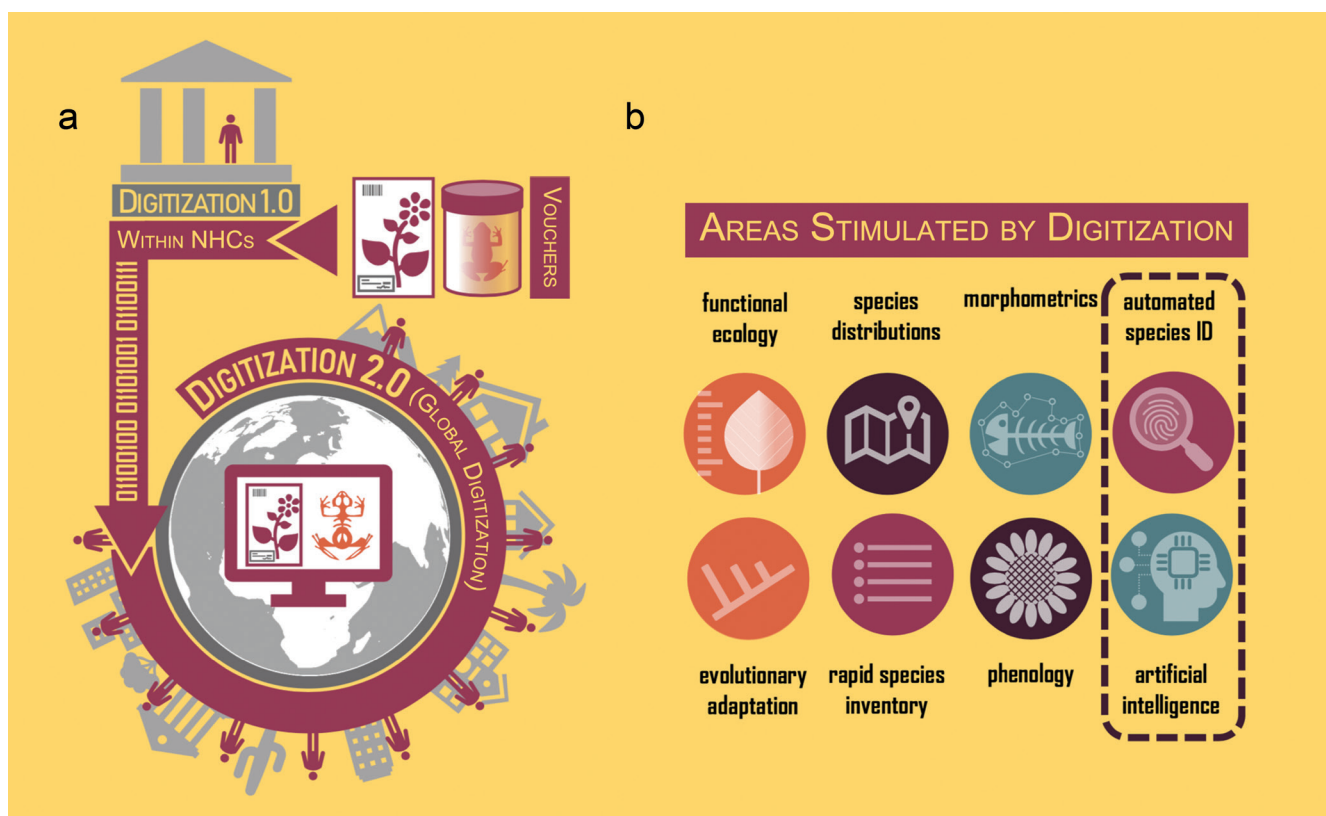 a
DIGITIZATION 1.0
WITHIN NHCS
VOUCHERS
01100100 01101001 01100111
DIGITIZATION 2.0 (GLOBAL DIGITIZATION)
b
AREAS STIMULATED BY DIGITIZATION
functional
ecology
species
distributions
morphometrics
automated
species ID
evolutionary
adaptation
rapid species
inventory
phenology
artificial
intelligence